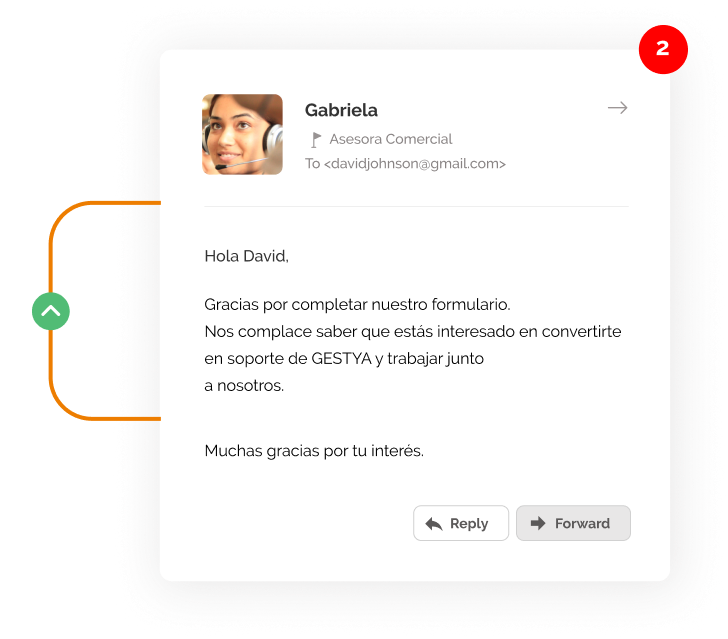 2
Gabriela
Asesora Comercial
To <davidjohnson@gmail.com>
Hola David,
Gracias por completar nuestro formulario.
Nos complace saber que estás interesado en convertirte
en soporte de GESTYA y trabajar junto
a nosotros.
Muchas gracias por tu interés.
Reply
Forward